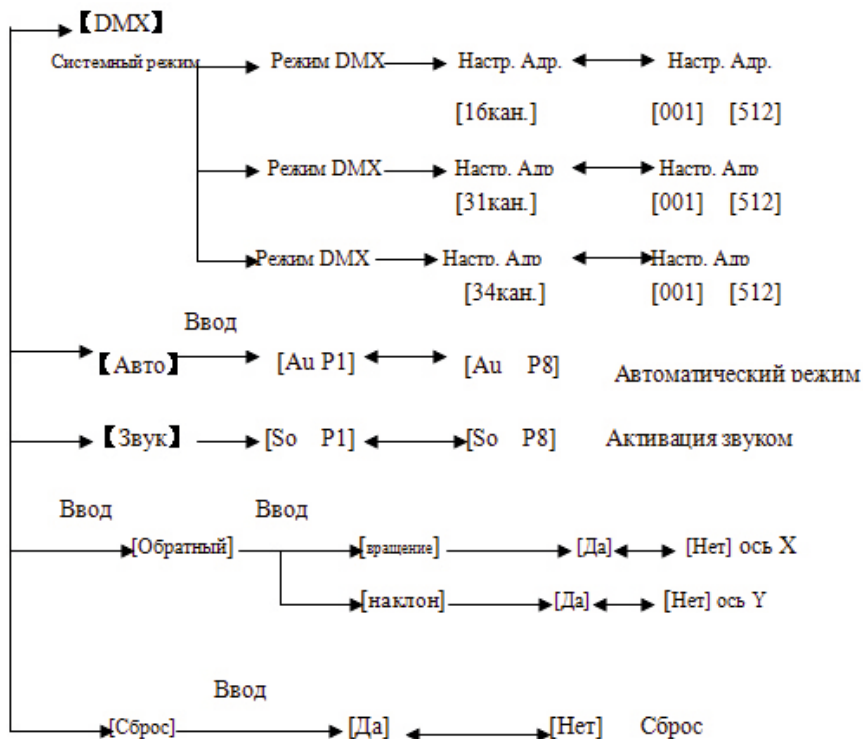 【DMX】
Системный режим Режим DMX Настр. Адр. Настр. Адр.
[16кан.] [001] [512]
Режим DMX Настр. Адр Настр. Адр
[31кан.] [001] [512]
Режим DMX Настр. Адр Настр. Адр
[34кан.] [001] [512]
Ввод
【Авто】 [Au P1] [Au P8] Автоматический режим
【Звук】 [So P1] [So P8] Активация звуком
Ввод Ввод
[Обратный] [вращение] [Да] [Нет] ось X
[наклон] [Да] [Нет] ось Y
Ввод
[Сброс] [Да] [Нет] Сброс